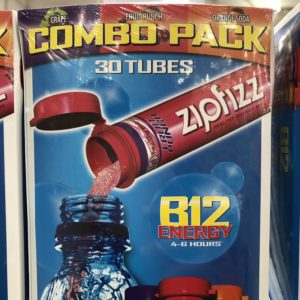 GRAPE FRUIT PUNCH ORANGE SODA
COMBO PACK
30 TUBES
zipfizz
B12
ENERGY
4-6 HOURS